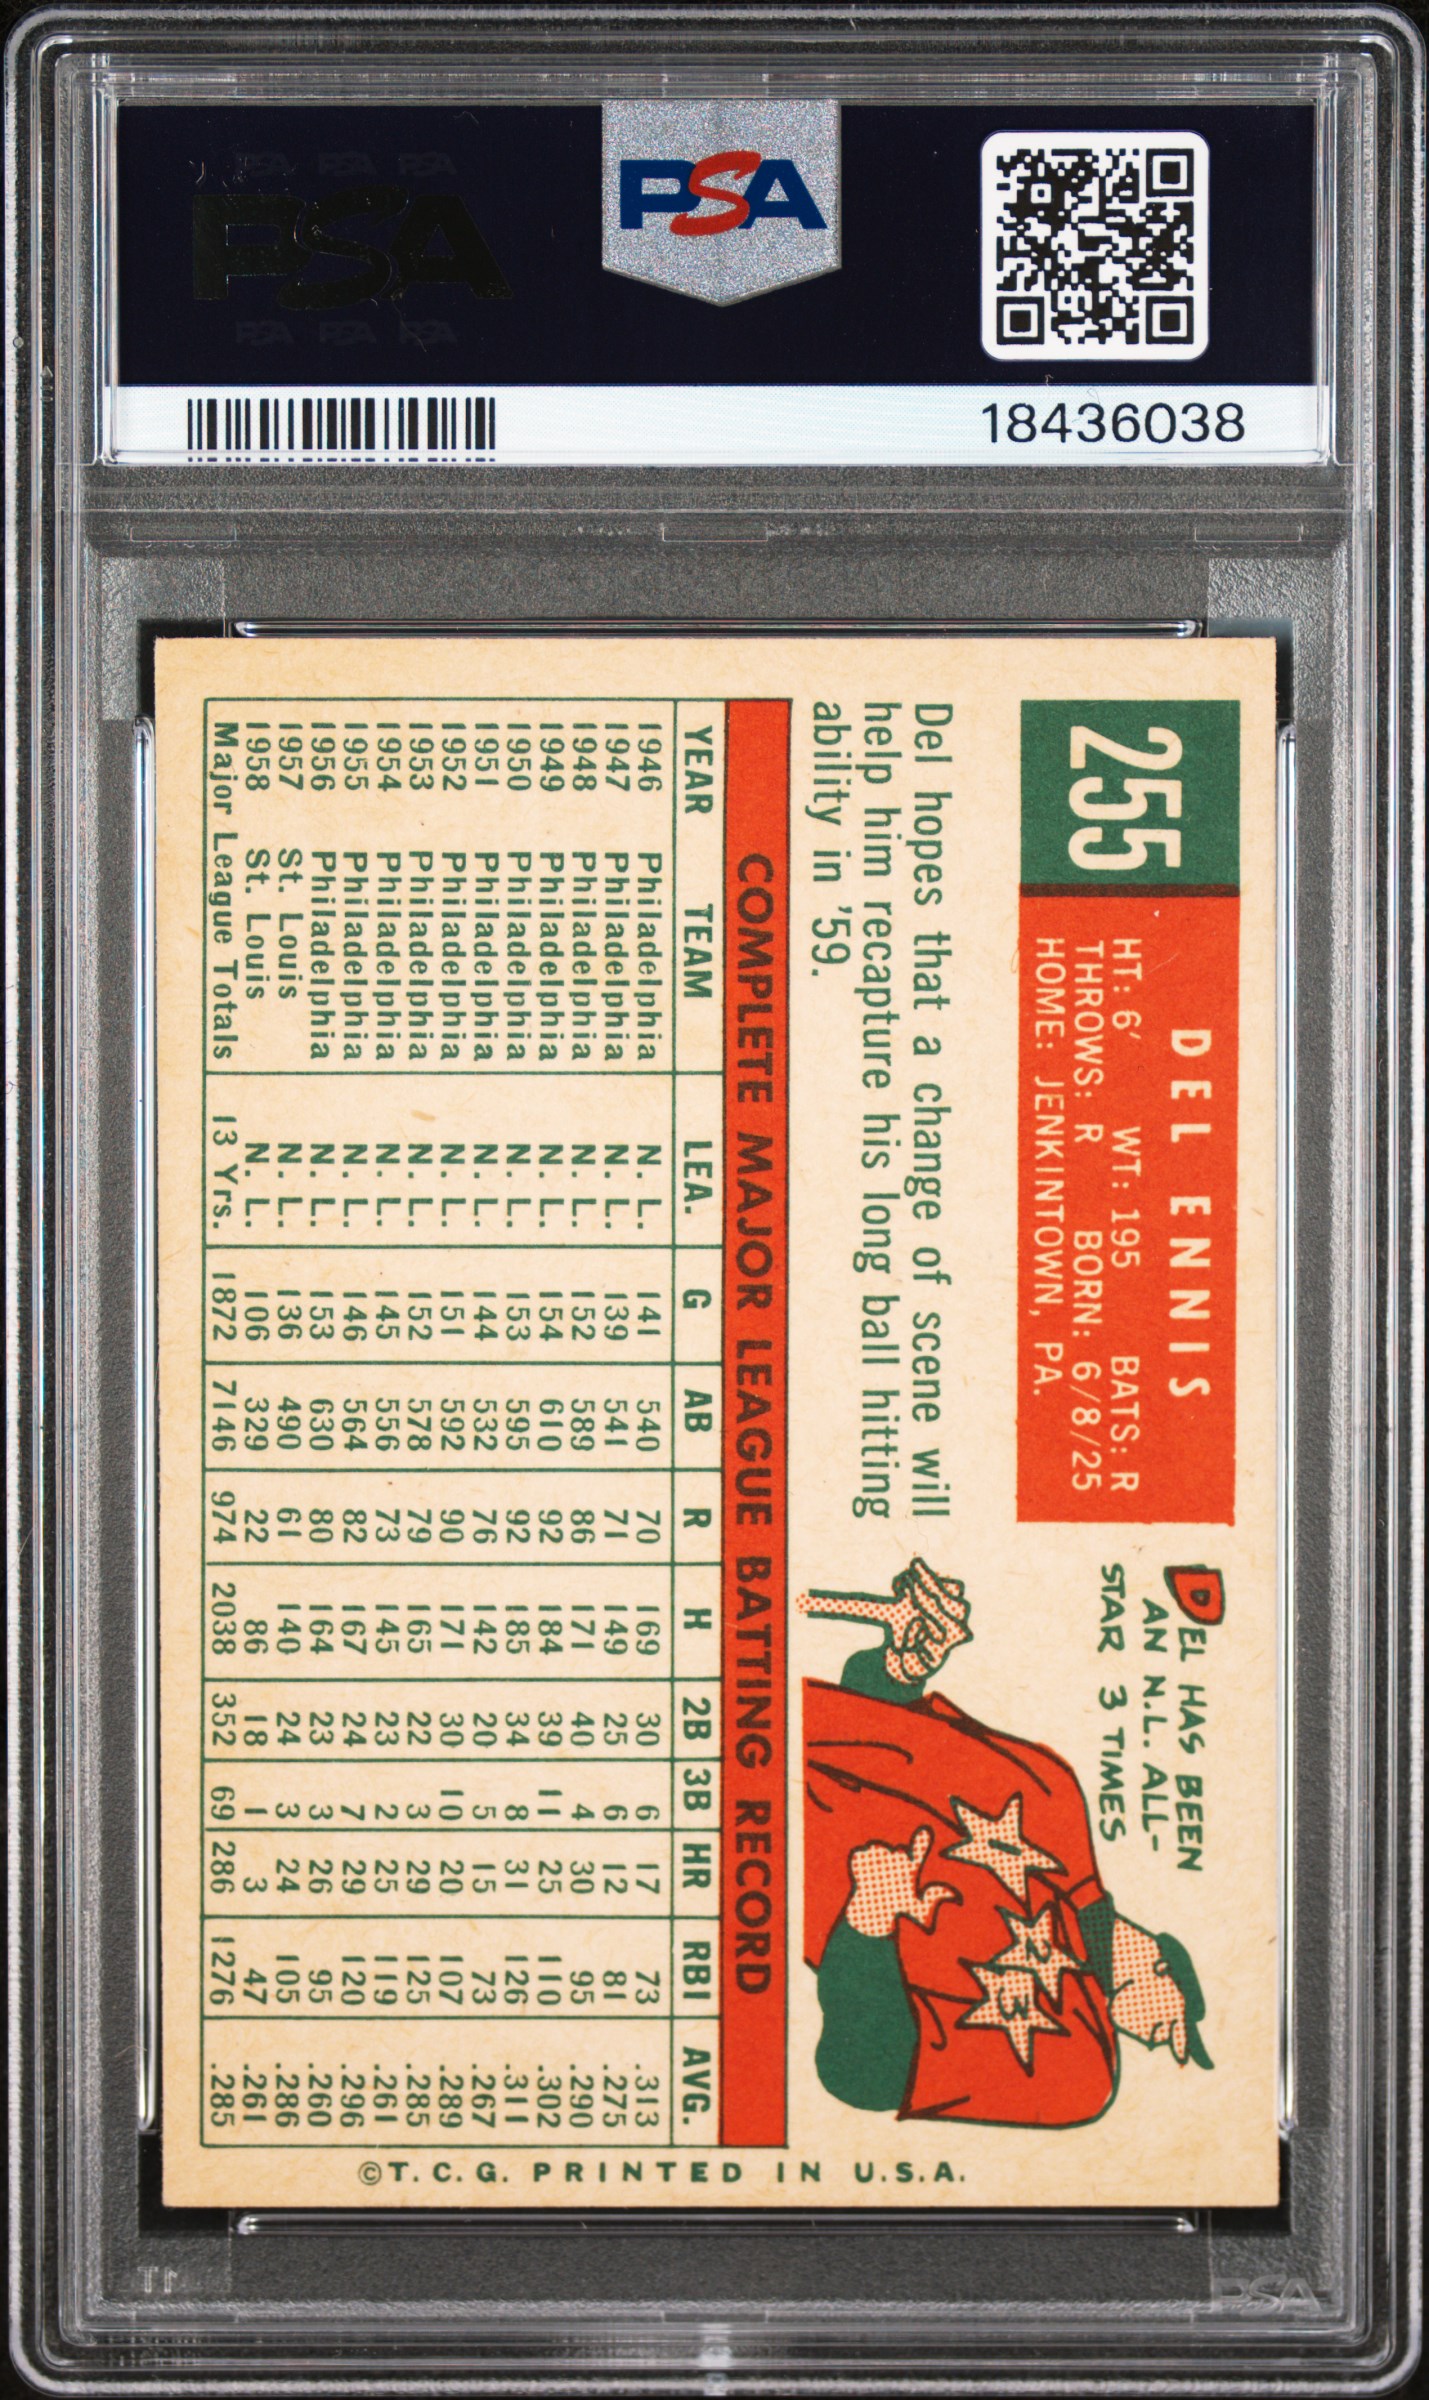 PSA PSA PSA
PSA
PSA PSA PSA
PSA
18436038
255
DEL ENNIS
HT: 6' WT: 195 BATS: R
THROWS: R BORN: 6/8/25
HOME: JENKINTOWN, PA.
DEL HAS BEEN
AN N.L. ALL-
STAR 3 TIMES
1
2
3
Del hopes that a change of scene will
help him recapture his long ball hitting
ability in '59.
COMPLETE MAJOR LEAGUE BATTING RECORD
YEAR TEAM LEA. G AB R H 2B 3B HR RBI AVG.
1946 Philadelphia N. L. 141 540 70 169 30 6 17 73 .313
1947 Philadelphia N. L. 139 541 71 149 25 6 12 81 .275
1948 Philadelphia N. L. 152 589 86 171 40 4 30 95 .290
1949 Philadelphia N. L. 154 610 92 184 39 11 25 110 .302
1950 Philadelphia N. L. 153 595 92 185 34 8 31 126 .311
1951 Philadelphia N. L. 144 532 76 142 20 5 15 73 .267
1952 Philadelphia N. L. 151 592 90 171 30 10 20 107 .289
1953 Philadelphia N. L. 152 578 79 165 22 3 29 125 .285
1954 Philadelphia N. L. 145 556 73 145 23 2 25 119 .261
1955 Philadelphia N. L. 146 564 82 167 24 7 29 120 .296
1956 Philadelphia N. L. 153 630 80 164 23 3 26 95 .260
1957 St. Louis N. L. 136 490 61 140 24 3 24 105 .286
1958 St. Louis N. L. 106 329 22 86 18 1 3 47 .261
Major League Totals 13 Yrs. 1872 7146 974 2038 352 69 286 1276 .285
©T. C. G. PRINTED IN U.S.A.
PSA